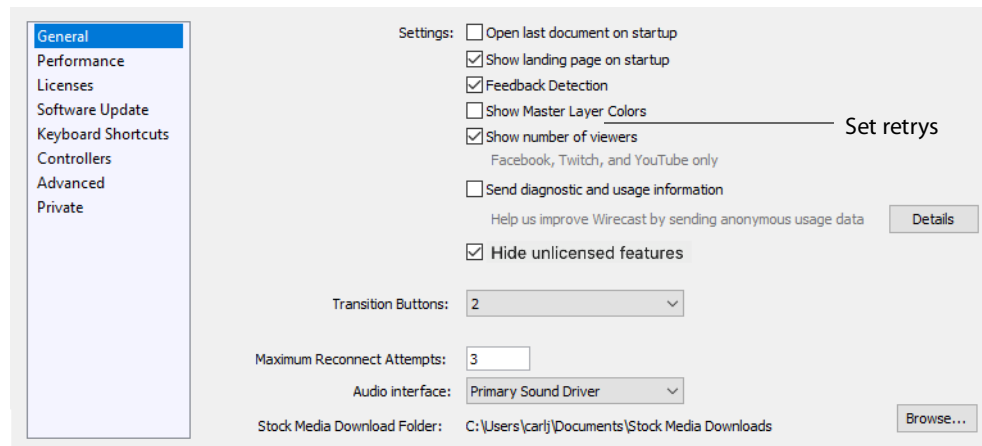 General
Performance
Licenses
Software Update
Keyboard Shortcuts
Controllers
Advanced
Private
Settings: Open last document on startup
Show landing page on startup
Feedback Detection
Show Master Layer Colors
Set retrys
Show number of viewers
Facebook, Twitch, and YouTube only
Send diagnostic and usage information
Help us improve Wirecast by sending anonymous usage data Details
Hide unlicensed features
Transition Buttons: 2
Maximum Reconnect Attempts: 3
Audio interface: Primary Sound Driver
Stock Media Download Folder: C:\Users\carlj\Documents\Stock Media Downloads Browse...